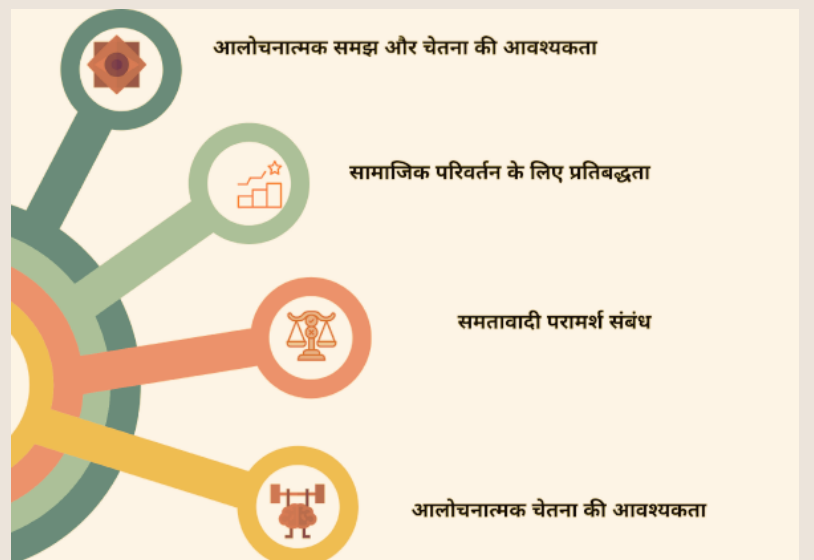 आलोचनात्मक समझ और चेतना की आवश्यकता
सामाजिक परिवर्तन के लिए प्रतिबद्धता
समतावादी परामर्श संबंध
आलोचनात्मक चेतना की आवश्यकता